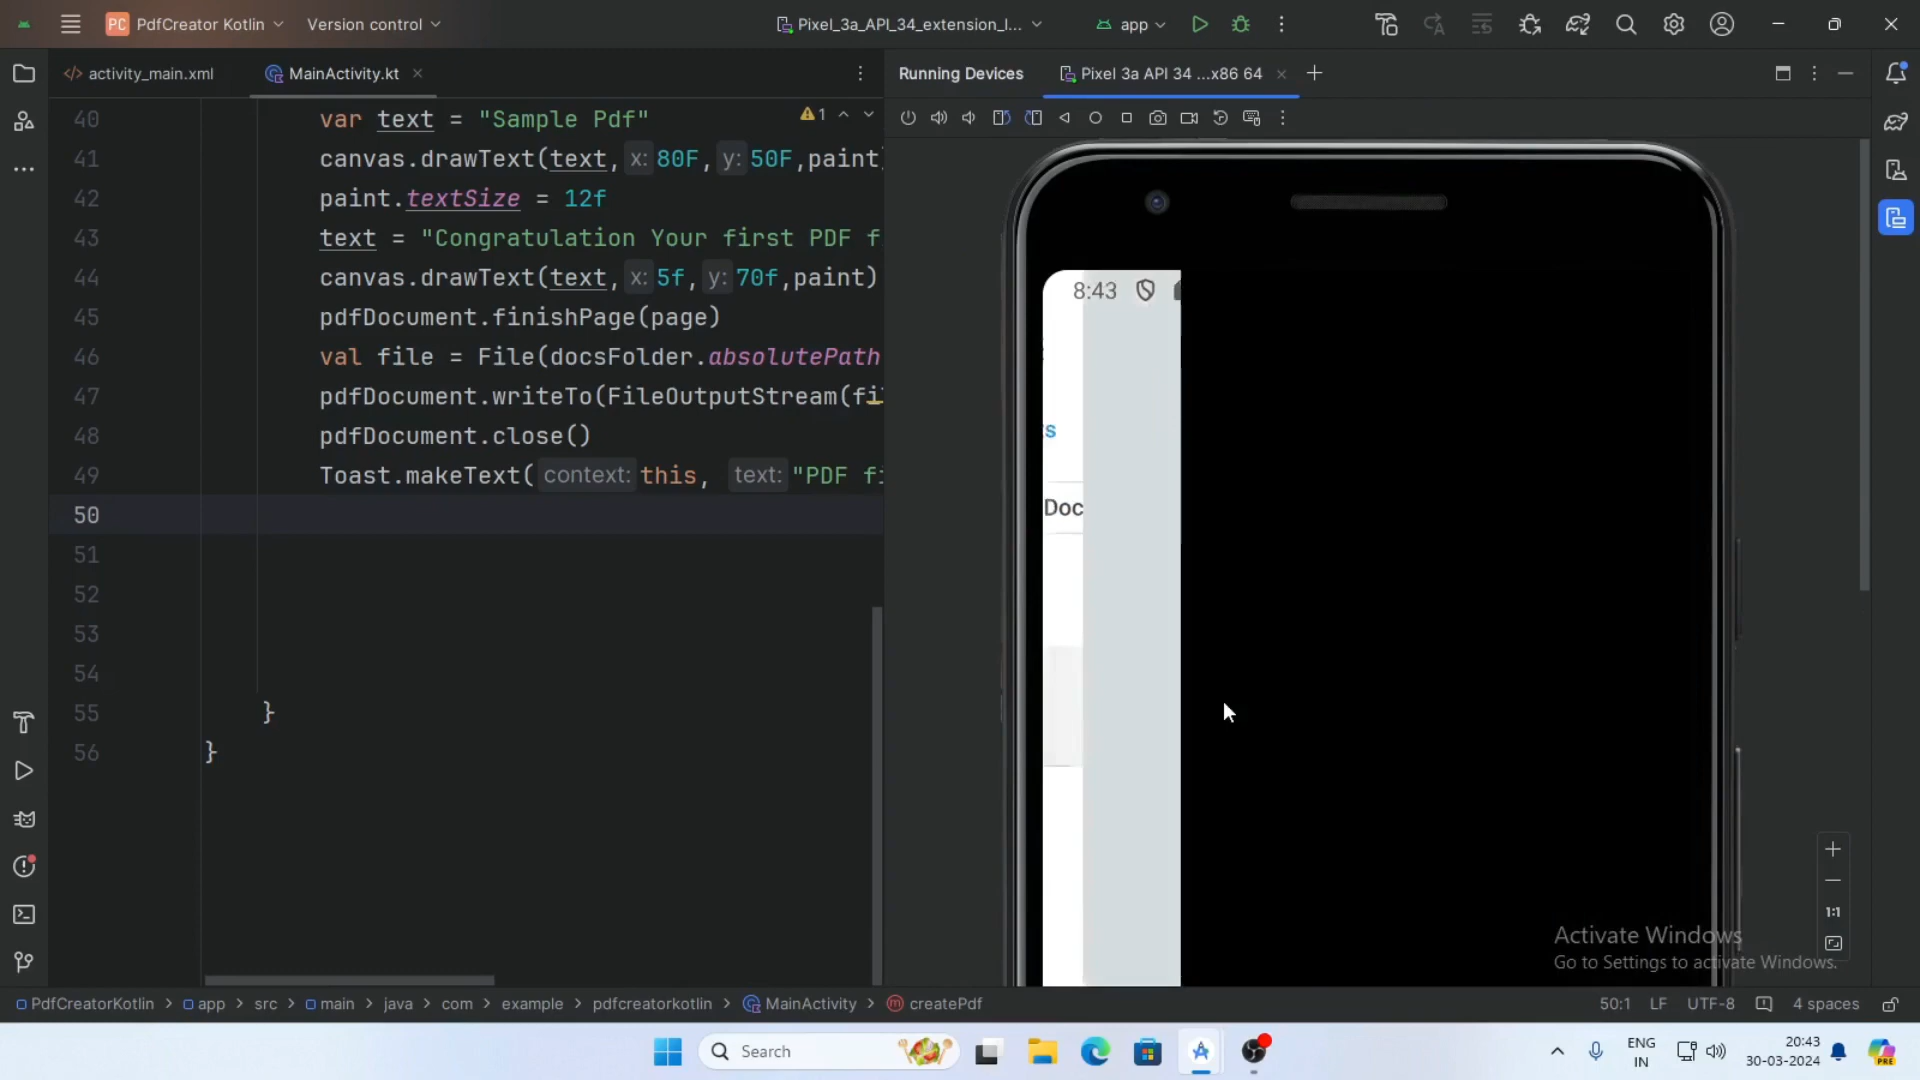 PC PdfCreator Kotlin Version control Pixel_3a_API_34_extension_l... app
activity_main.xml MainActivity.kt Running Devices Pixel 3a API 34 ...x86 64
40 var text = "Sample Pdf" 1
41 canvas.drawText(text, x: 80F, y: 50F,paint)
42 paint.textSize = 12f
43 text = "Congratulation Your first PDF f
44 canvas.drawText(text, x: 5f, y: 70f,paint)
45 pdfDocument.finishPage(page)
46 val file = File(docsFolder.absolutePath
47 pdfDocument.writeTo(FileOutputStream(fil
48 pdfDocument.close()
49 Toast.makeText( context: this, text: "PDF fi
50
51
52
53
54
55 }
56 }
8:43
s
Doc
1:1
Activate Windows
Go to Settings to activate Windows.
PdfCreatorKotlin > app > src > main > java > com > example > pdfcreatorkotlin > MainActivity > createPdf 50:1 LF UTF-8 4 spaces
Search ENG
IN 20:43
30-03-2024 PRE